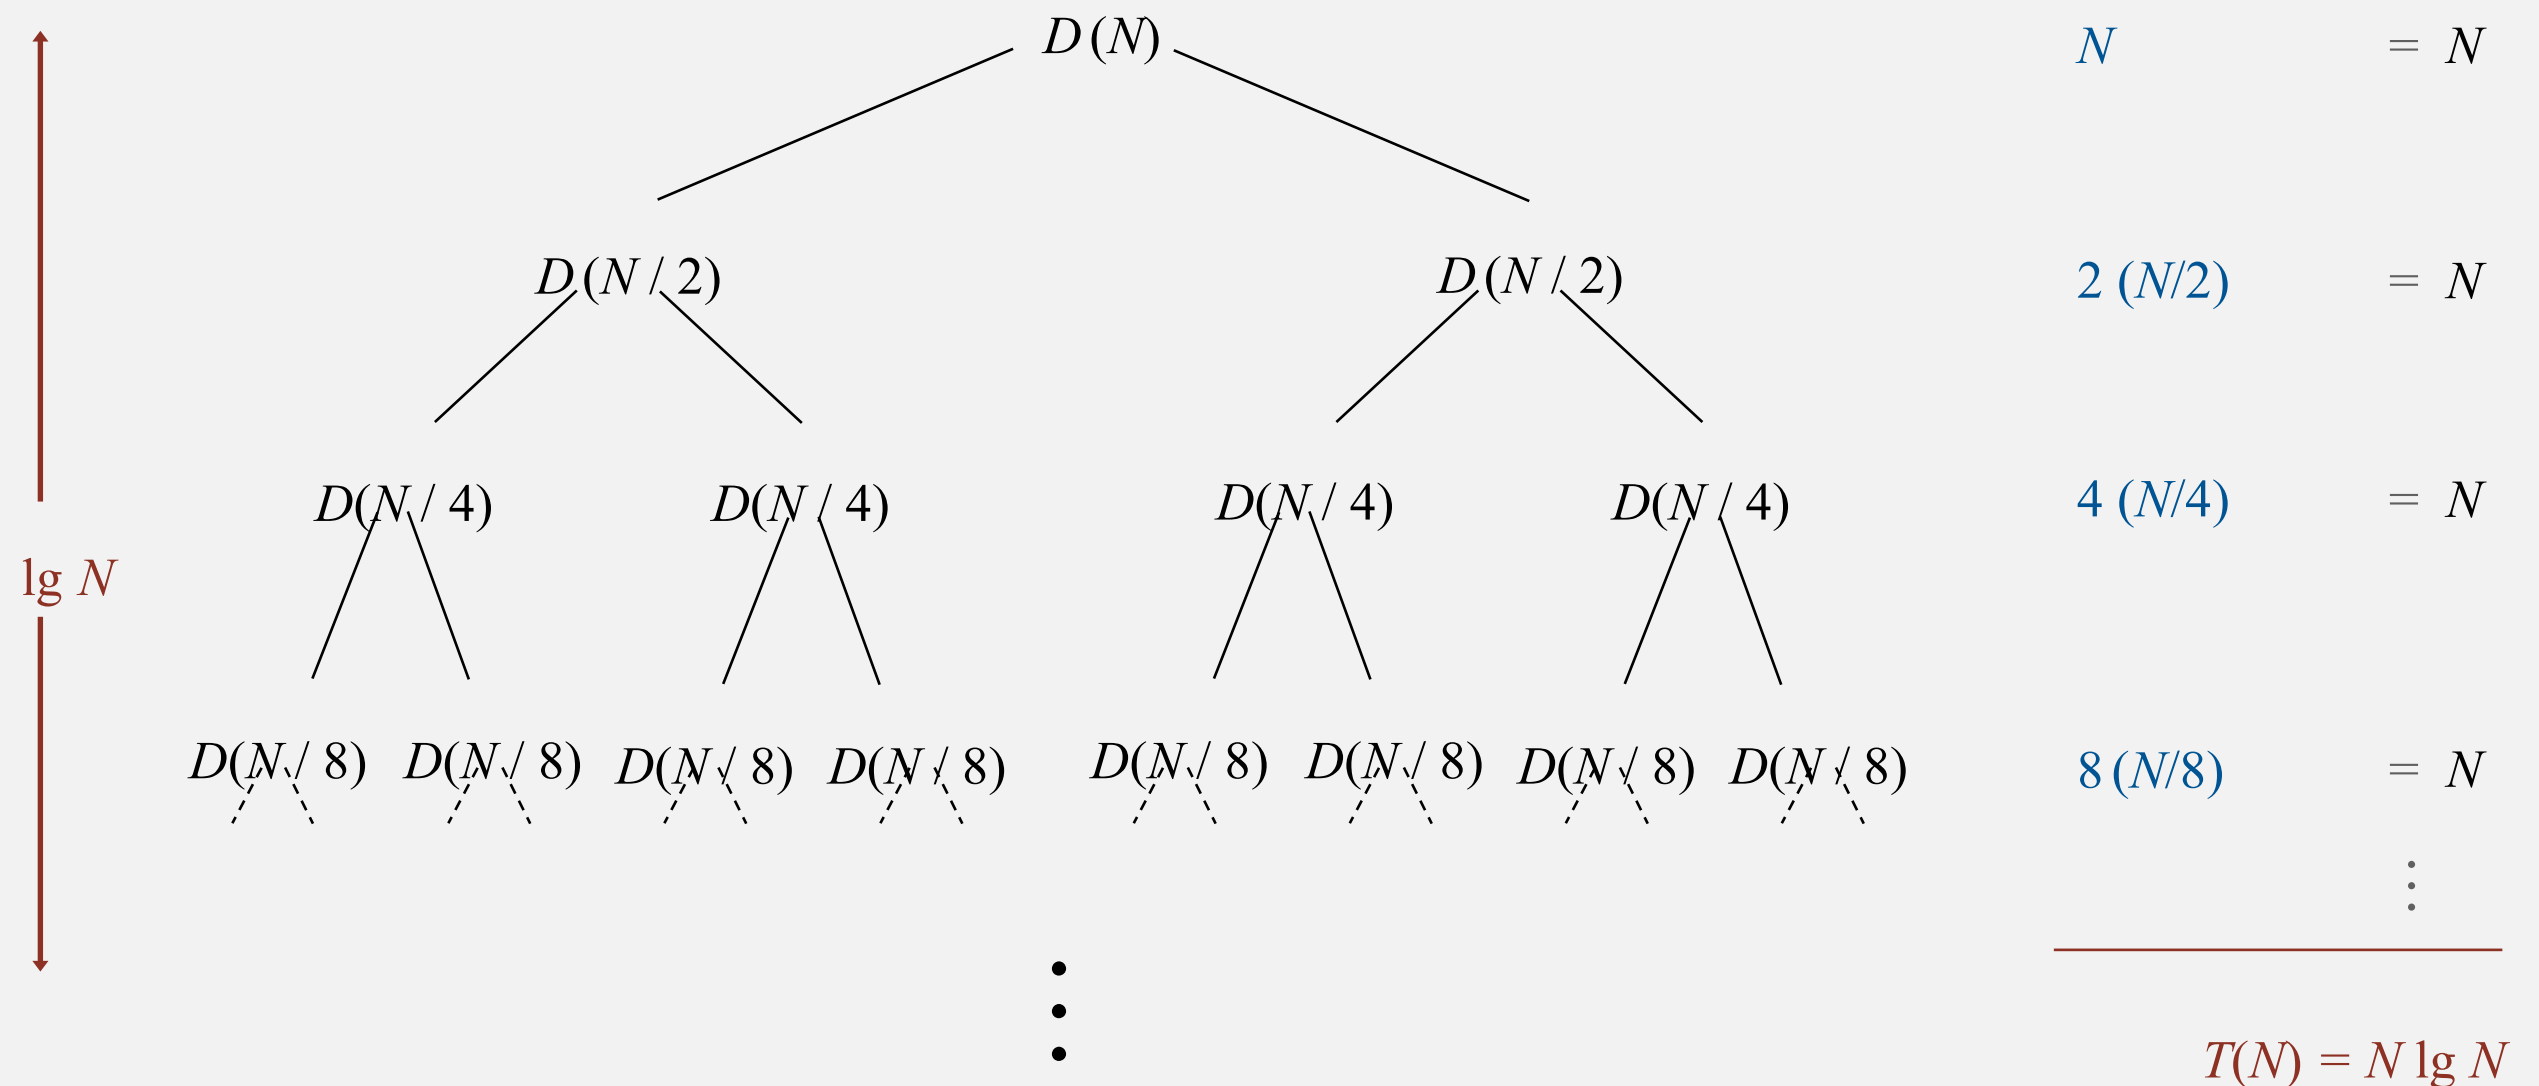 D (N) N = N
D (N / 2) D (N / 2) 2 (N/2) = N
D(N / 4) D(N / 4) D(N / 4) D(N / 4) 4 (N/4) = N
lg N
D(N / 8) D(N / 8) D(N / 8) D(N / 8) D(N / 8) D(N / 8) D(N / 8) D(N / 8) 8 (N/8) = N
T(N) = N lg N